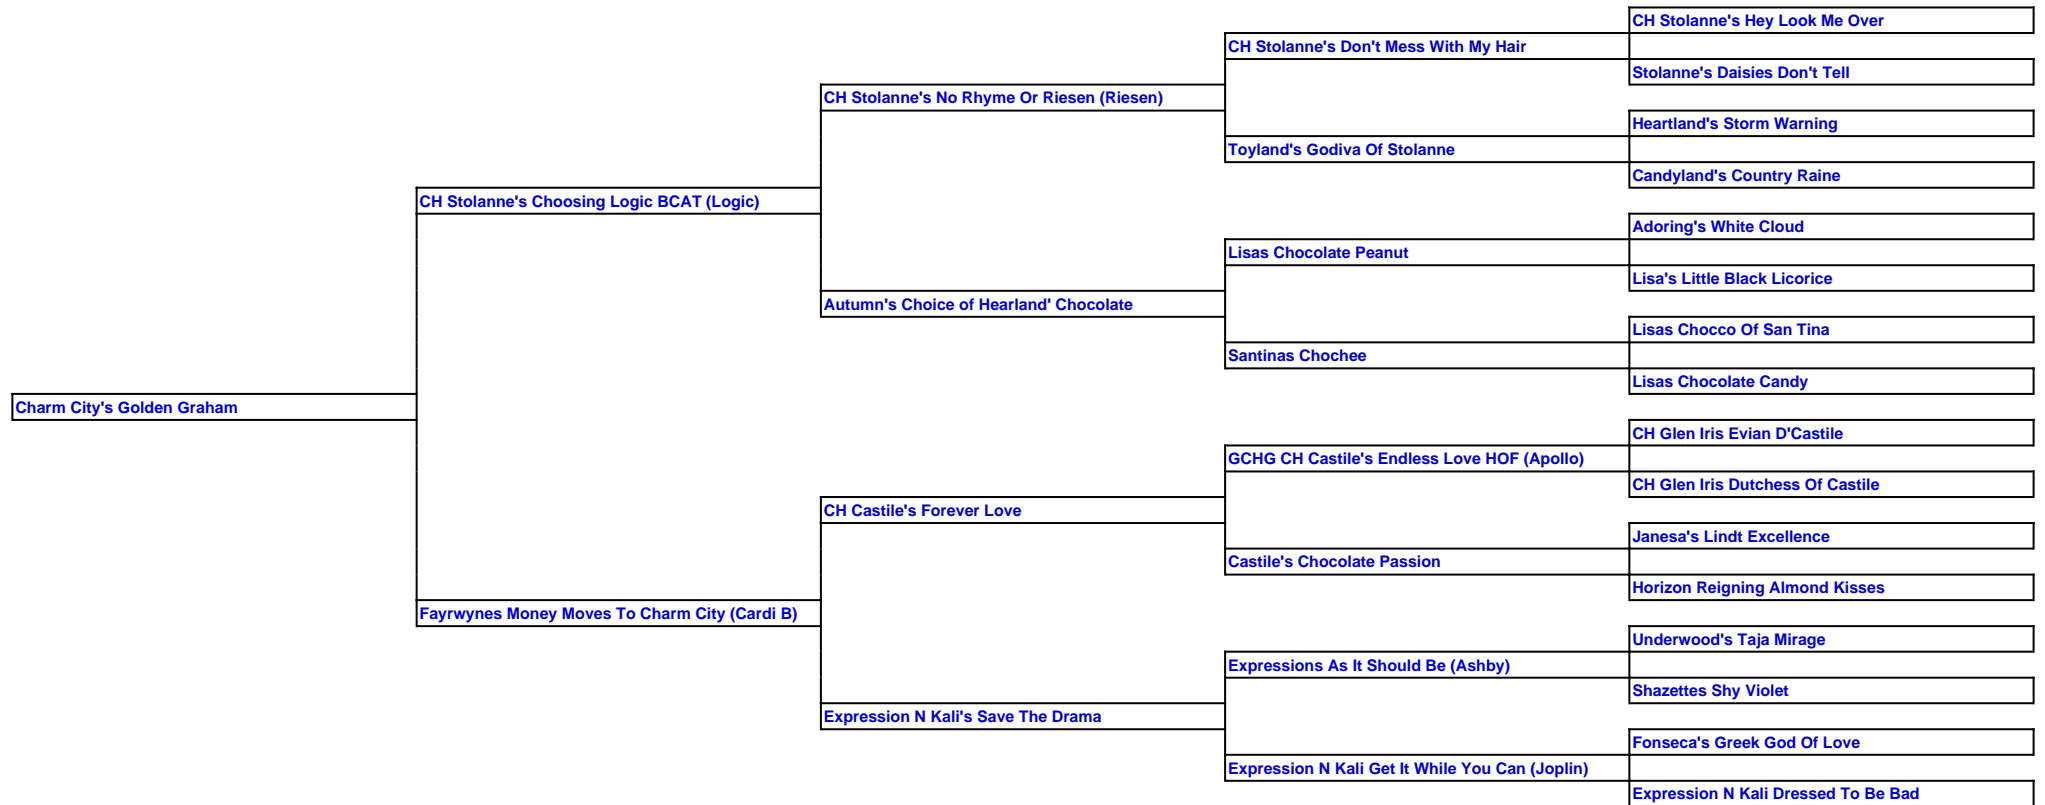 CH Stolanne's Hey Look Me Over
CH Stolanne's Don't Mess With My Hair
Stolanne's Daisies Don't Tell
CH Stolanne's No Rhyme Or Riesen (Riesen)
Heartland's Storm Warning
Toyland's Godiva Of Stolanne
Candyland's Country Raine
CH Stolanne's Choosing Logic BCAT (Logic)
Adoring's White Cloud
Lisas Chocolate Peanut
Lisa's Little Black Licorice
Autumn's Choice of Hearland' Chocolate
Lisas Chocco Of San Tina
Santinas Chochee
Lisas Chocolate Candy
Charm City's Golden Graham
CH Glen Iris Evian D'Castile
GCHG CH Castile's Endless Love HOF (Apollo)
CH Glen Iris Dutchess Of Castile
CH Castile's Forever Love
Janesa's Lindt Excellence
Castile's Chocolate Passion
Horizon Reigning Almond Kisses
Fayrwynes Money Moves To Charm City (Cardi B)
Underwood's Taja Mirage
Expressions As It Should Be (Ashby)
Shazettes Shy Violet
Expression N Kali's Save The Drama
Fonseca's Greek God Of Love
Expression N Kali Get It While You Can (Joplin)
Expression N Kali Dressed To Be Bad